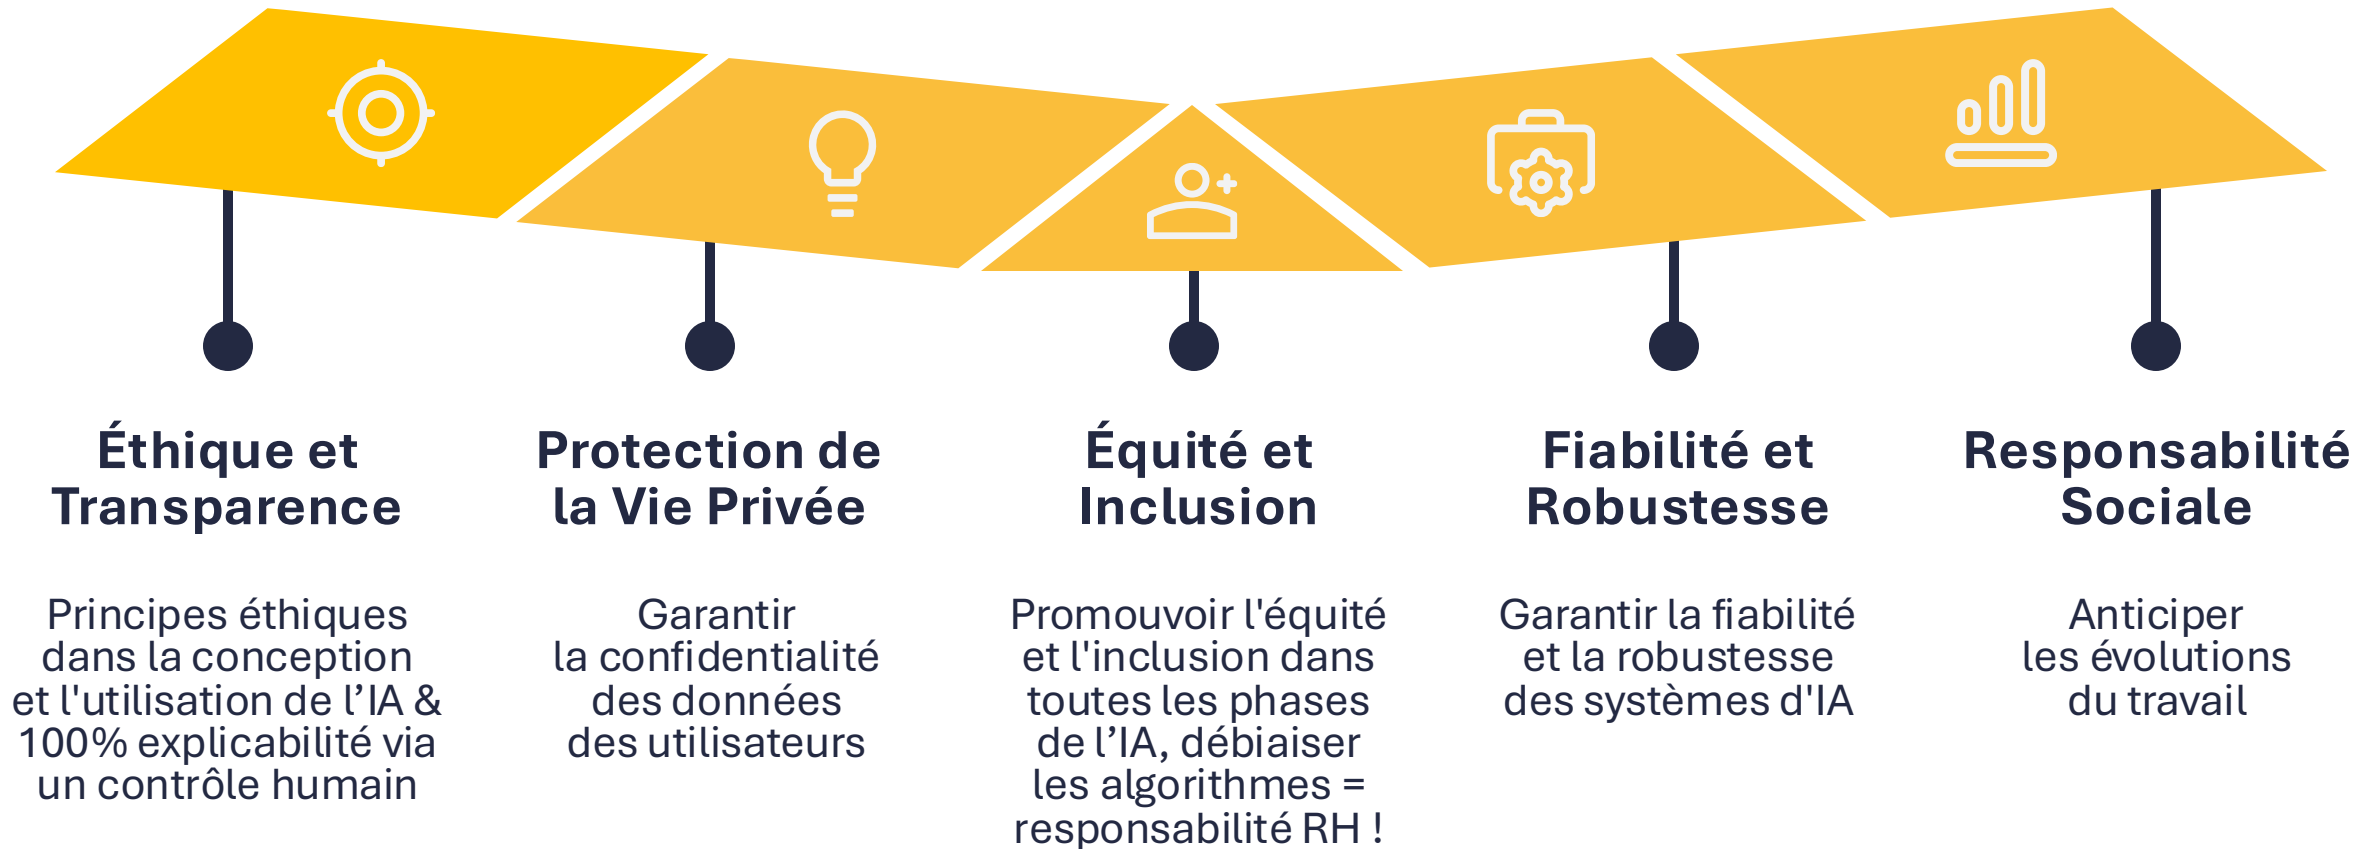 Éthique et
Transparence
Principes éthiques
dans la conception
et l'utilisation de l’IA &
100% explicabilité via
un contrôle humain
Protection de
la Vie Privée
Garantir
la confidentialité
des données
des utilisateurs
Équité et
Inclusion
Promouvoir l'équité
et l'inclusion dans
toutes les phases
de l’IA, débiaiser
les algorithmes =
responsabilité RH !
Fiabilité et
Robustesse
Garantir la fiabilité
et la robustesse
des systèmes d'IA
Responsabilité
Sociale
Anticiper
les évolutions
du travail